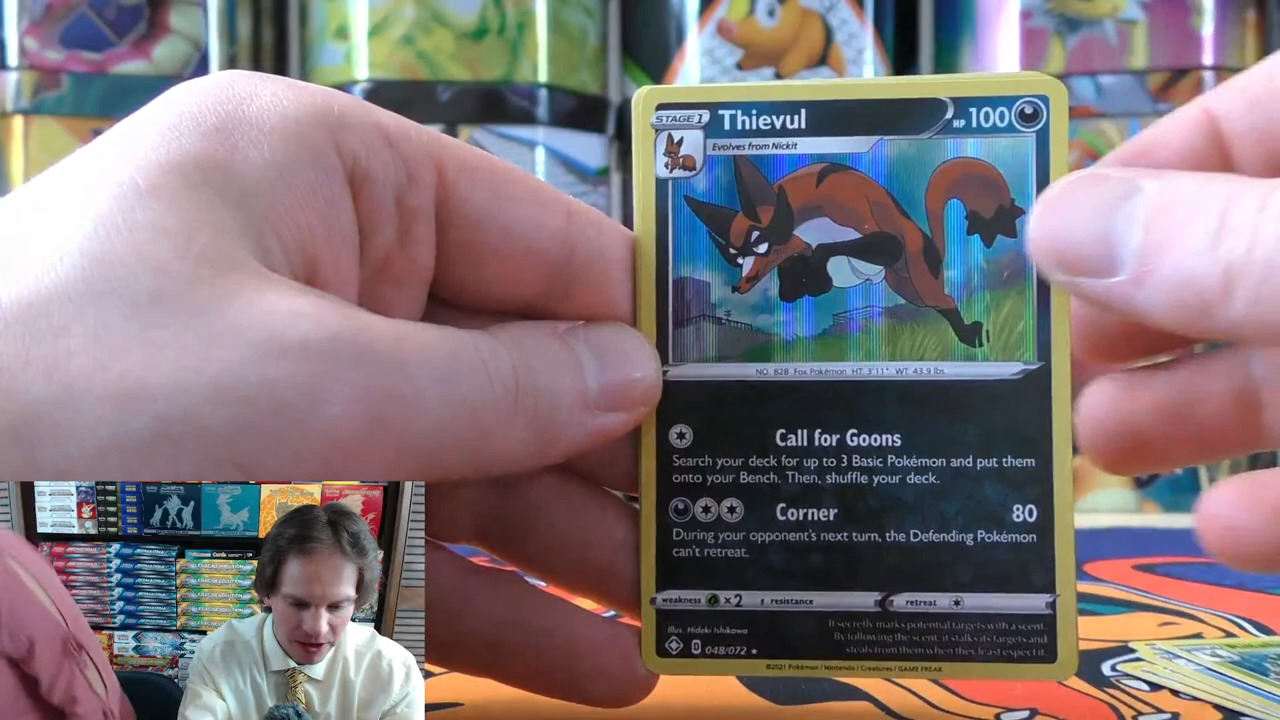 STAGE 1 Thievul HP 100
Evolves from Nickit
NO. 828 Fox Pokémon HT: 3'11" WT: 43.9 lbs.
Call for Goons
Search your deck for up to 3 Basic Pokémon and put them
onto your Bench. Then, shuffle your deck.
Corner 80
During your opponent's next turn, the Defending Pokémon
can't retreat.
weakness x2 resistance retreat
Illus. Hideki Ishikawa
It secretly marks potential targets with a scent.
By following the scent, it stalks its targets and
steals from them when they least expect it.
D 048/072 ★
©2021 Pokémon / Nintendo / Creatures / GAME FREAK